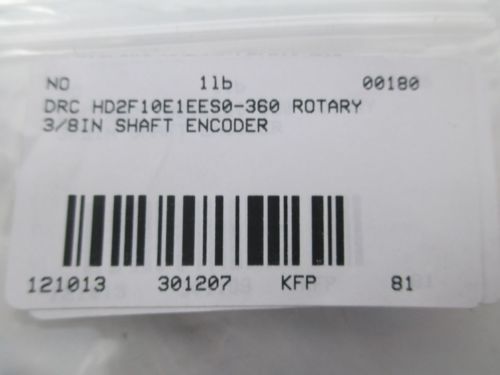 NO 1lb 00180
DRC HD2F10E1EES0-360 ROTARY
3/8IN SHAFT ENCODER
121013 301207 KFP 81